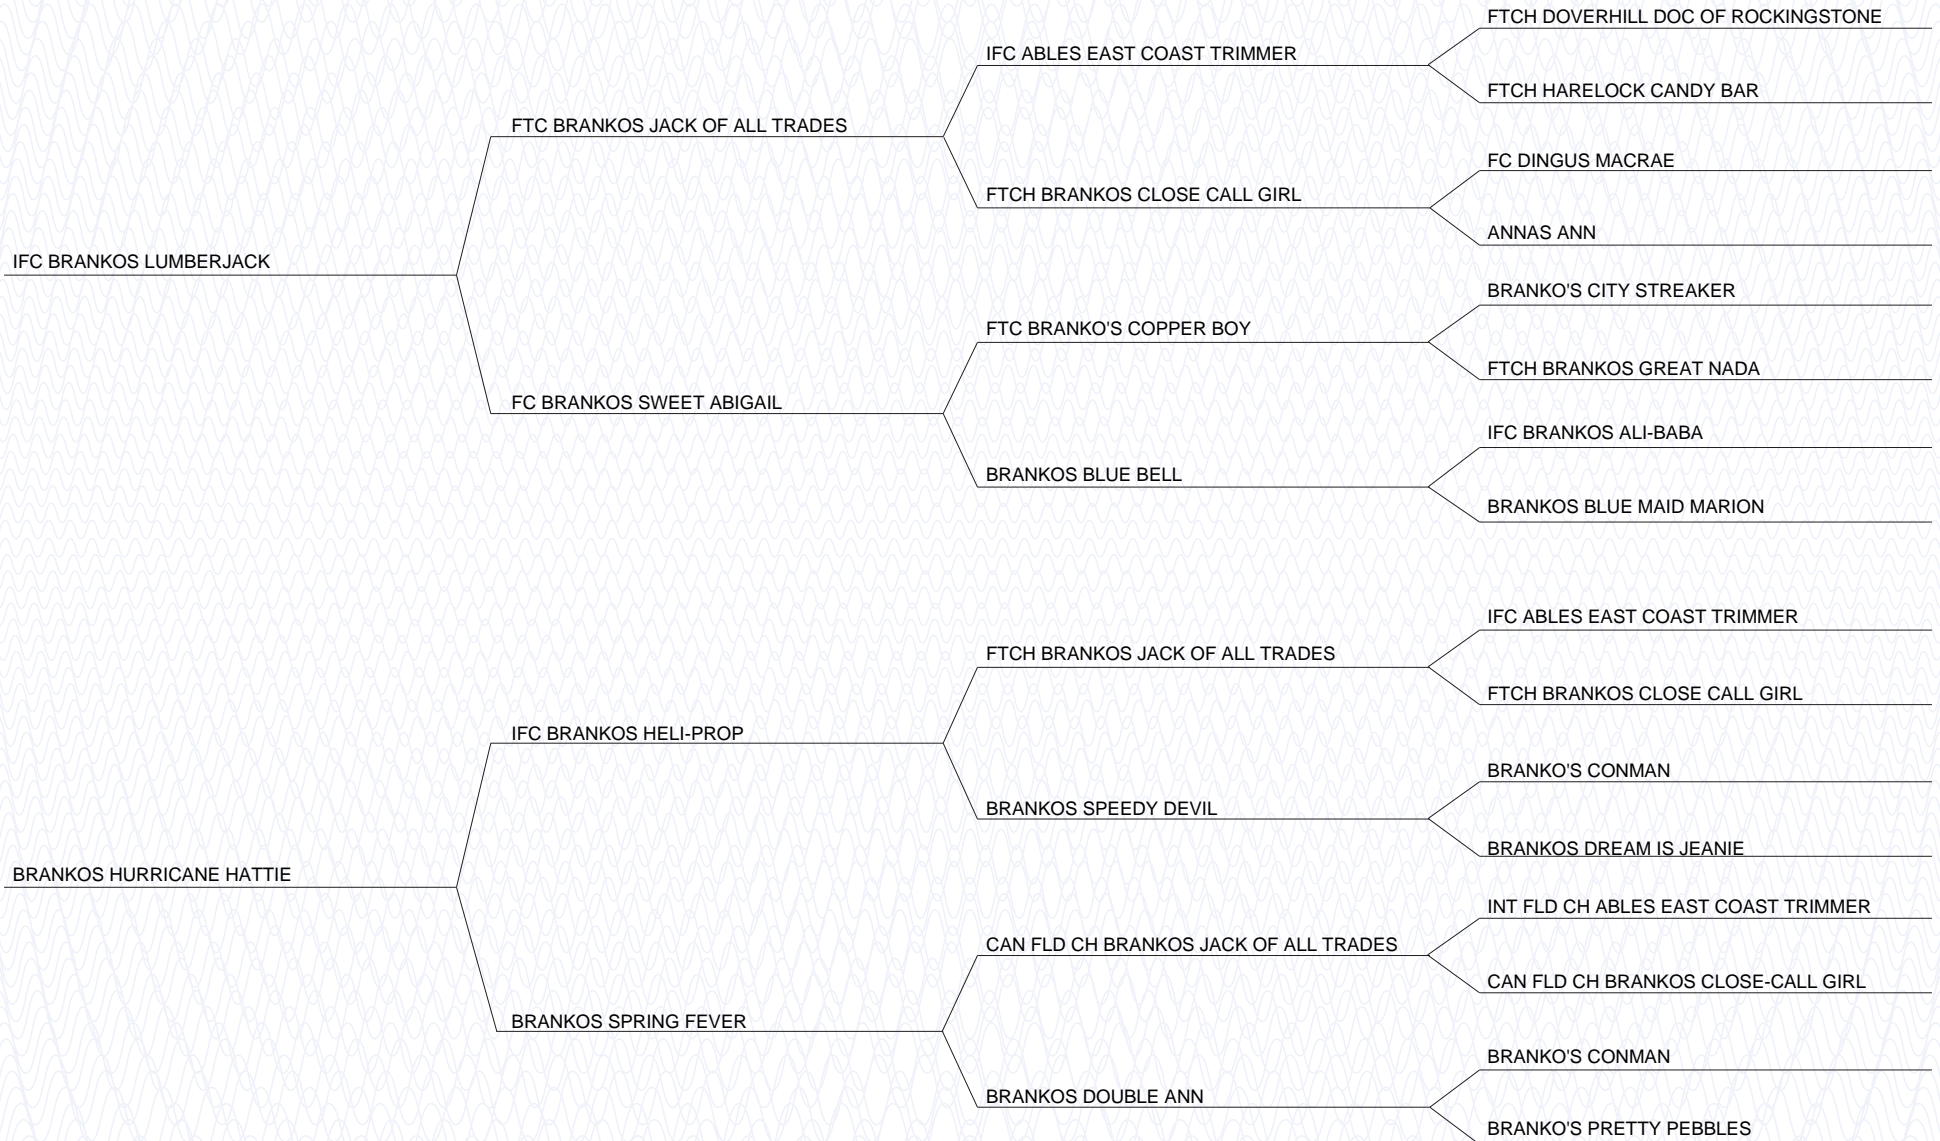 FTCH DOVERHILL DOC OF ROCKINGSTONE
IFC ABLES EAST COAST TRIMMER
FTCH HARELOCK CANDY BAR
FTC BRANKOS JACK OF ALL TRADES
FC DINGUS MACRAE
FTCH BRANKOS CLOSE CALL GIRL
ANNAS ANN
IFC BRANKOS LUMBERJACK
BRANKO'S CITY STREAKER
FTC BRANKO'S COPPER BOY
FTCH BRANKOS GREAT NADA
FC BRANKOS SWEET ABIGAIL
IFC BRANKOS ALI-BABA
BRANKOS BLUE BELL
BRANKOS BLUE MAID MARION
IFC ABLES EAST COAST TRIMMER
FTCH BRANKOS JACK OF ALL TRADES
FTCH BRANKOS CLOSE CALL GIRL
IFC BRANKOS HELI-PROP
BRANKO'S CONMAN
BRANKOS SPEEDY DEVIL
BRANKOS DREAM IS JEANIE
BRANKOS HURRICANE HATTIE
INT FLD CH ABLES EAST COAST TRIMMER
CAN FLD CH BRANKOS JACK OF ALL TRADES
CAN FLD CH BRANKOS CLOSE-CALL GIRL
BRANKOS SPRING FEVER
BRANKO'S CONMAN
BRANKOS DOUBLE ANN
BRANKO'S PRETTY PEBBLES